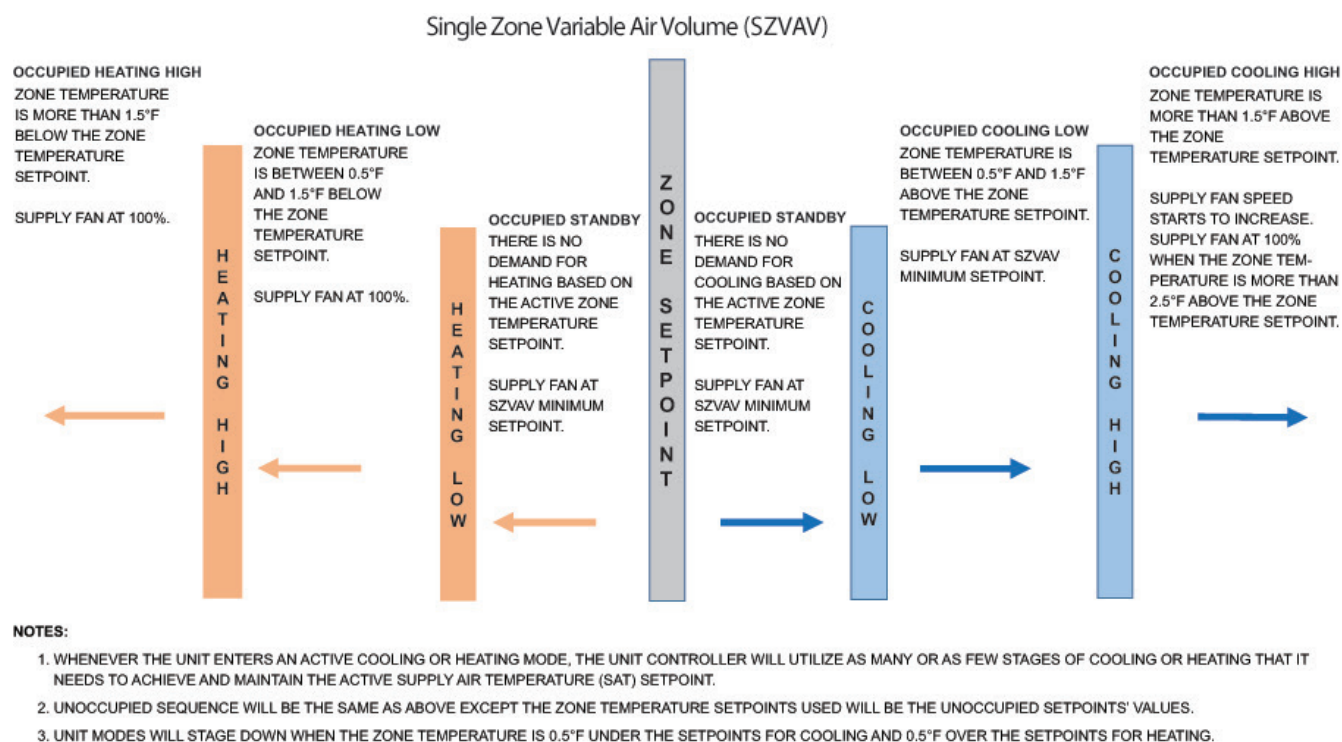 Single Zone Variable Air Volume (SZVAV)
OCCUPIED HEATING HIGH
ZONE TEMPERATURE
IS MORE THAN 1.5°F
BELOW THE ZONE
TEMPERATURE
SETPOINT.
SUPPLY FAN AT 100%.
HEATING HIGH
OCCUPIED HEATING LOW
ZONE TEMPERATURE
IS BETWEEN 0.5°F
AND 1.5°F BELOW
THE ZONE
TEMPERATURE
SETPOINT.
SUPPLY FAN AT 100%.
HEATING LOW
OCCUPIED STANDBY
THERE IS NO
DEMAND FOR
HEATING BASED ON
THE ACTIVE ZONE
TEMPERATURE
SETPOINT.
SUPPLY FAN AT
SZVAV MINIMUM
SETPOINT.
ZONE SETPOINT
OCCUPIED STANDBY
THERE IS NO
DEMAND FOR
COOLING BASED ON
THE ACTIVE ZONE
TEMPERATURE
SETPOINT.
SUPPLY FAN AT
SZVAV MINIMUM
SETPOINT.
COOLING LOW
OCCUPIED COOLING LOW
ZONE TEMPERATURE IS
BETWEEN 0.5°F AND 1.5°F
ABOVE THE ZONE
TEMPERATURE SETPOINT.
SUPPLY FAN AT SZVAV
MINIMUM SETPOINT.
COOLING HIGH
OCCUPIED COOLING HIGH
ZONE TEMPERATURE IS
MORE THAN 1.5°F ABOVE
THE ZONE
TEMPERATURE SETPOINT.
SUPPLY FAN SPEED
STARTS TO INCREASE.
SUPPLY FAN AT 100%
WHEN THE ZONE TEM-
PERATURE IS MORE THAN
2.5°F ABOVE THE ZONE
TEMPERATURE SETPOINT.
NOTES:
1. WHENEVER THE UNIT ENTERS AN ACTIVE COOLING OR HEATING MODE, THE UNIT CONTROLLER WILL UTILIZE AS MANY OR AS FEW STAGES OF COOLING OR HEATING THAT IT
NEEDS TO ACHIEVE AND MAINTAIN THE ACTIVE SUPPLY AIR TEMPERATURE (SAT) SETPOINT.
2. UNOCCUPIED SEQUENCE WILL BE THE SAME AS ABOVE EXCEPT THE ZONE TEMPERATURE SETPOINTS USED WILL BE THE UNOCCUPIED SETPOINTS' VALUES.
3. UNIT MODES WILL STAGE DOWN WHEN THE ZONE TEMPERATURE IS 0.5°F UNDER THE SETPOINTS FOR COOLING AND 0.5°F OVER THE SETPOINTS FOR HEATING.